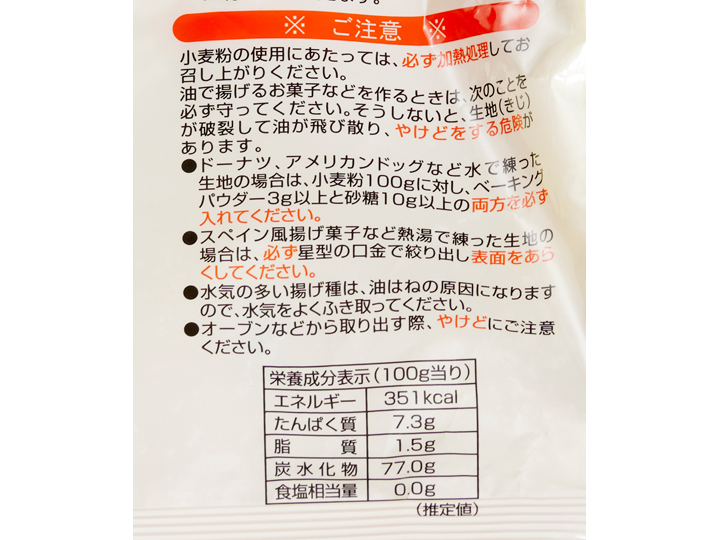 ※ ご注意 ※
小麦粉の使用にあたっては、必ず加熱処理してお
召し上がりください。
油で揚げるお菓子などを作るときは、次のことを
必ず守ってください。そうしないと、生地(きじ)
が破裂して油が飛び散り、やけどをする危険が
あります。
●ドーナツ、アメリカンドッグなど水で練った
生地の場合は、小麦粉100gに対し、ベーキング
パウダー3g以上と砂糖10g以上の両方を必ず
入れてください。
●スペイン風揚げ菓子など熱湯で練った生地の
場合は、必ず星型の口金で絞り出し表面をあら
くしてください。
●水気の多い揚げ種は、油はねの原因になります
ので、水気をよくふき取ってください。
●オーブンなどから取り出す際、やけどにご注意
ください。
栄養成分表示(100g当り)
エネルギー 351kcal
たんぱく質 7.3g
脂質 1.5g
炭水化物 77.0g
食塩相当量 0.0g
(推定値)